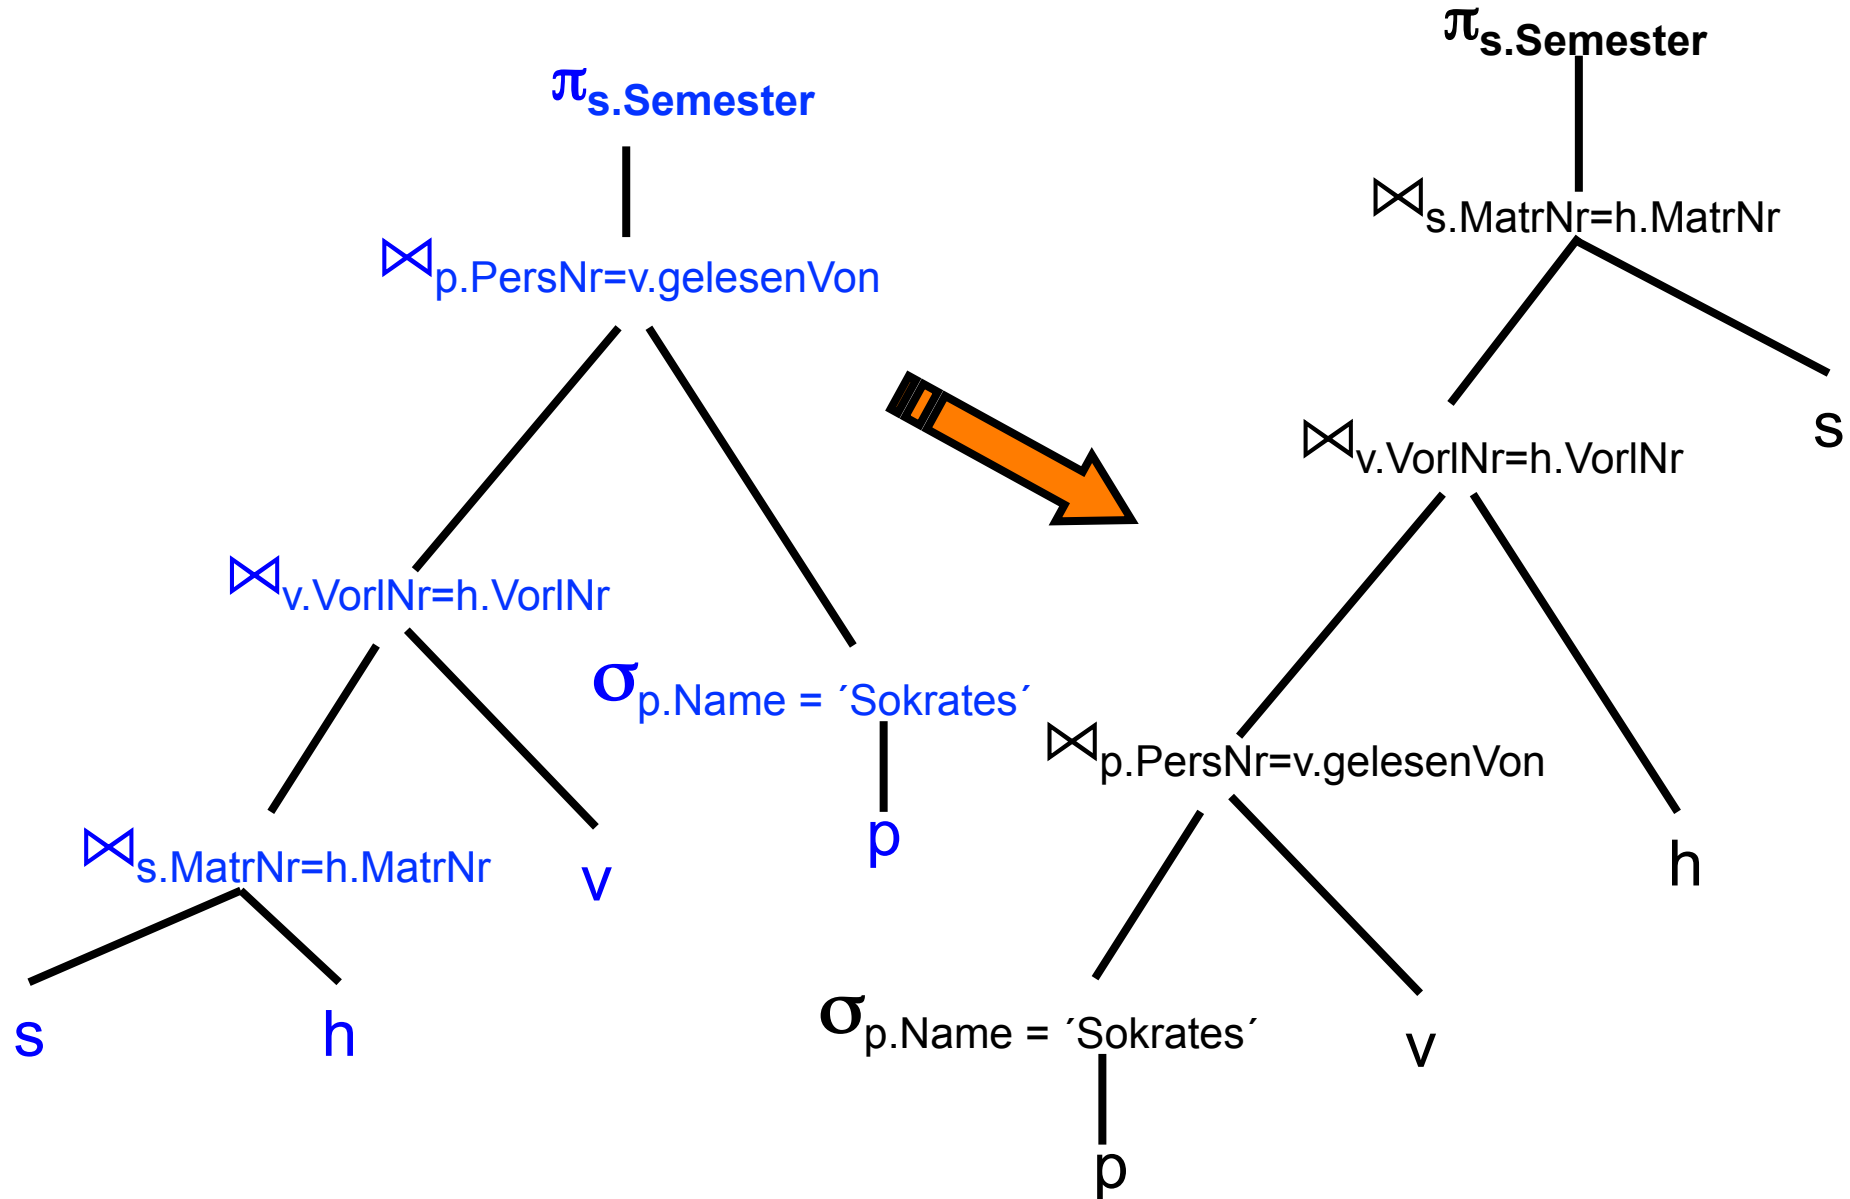 πs.Semester
⋈p.PersNr=v.gelesenVon
⋈v.VorlNr=h.VorlNr
σp.Name = ´Sokrates´
p
⋈s.MatrNr=h.MatrNr
v
s
h
πs.Semester
⋈s.MatrNr=h.MatrNr
s
⋈v.VorlNr=h.VorlNr
⋈p.PersNr=v.gelesenVon
h
σp.Name = ´Sokrates´
v
p